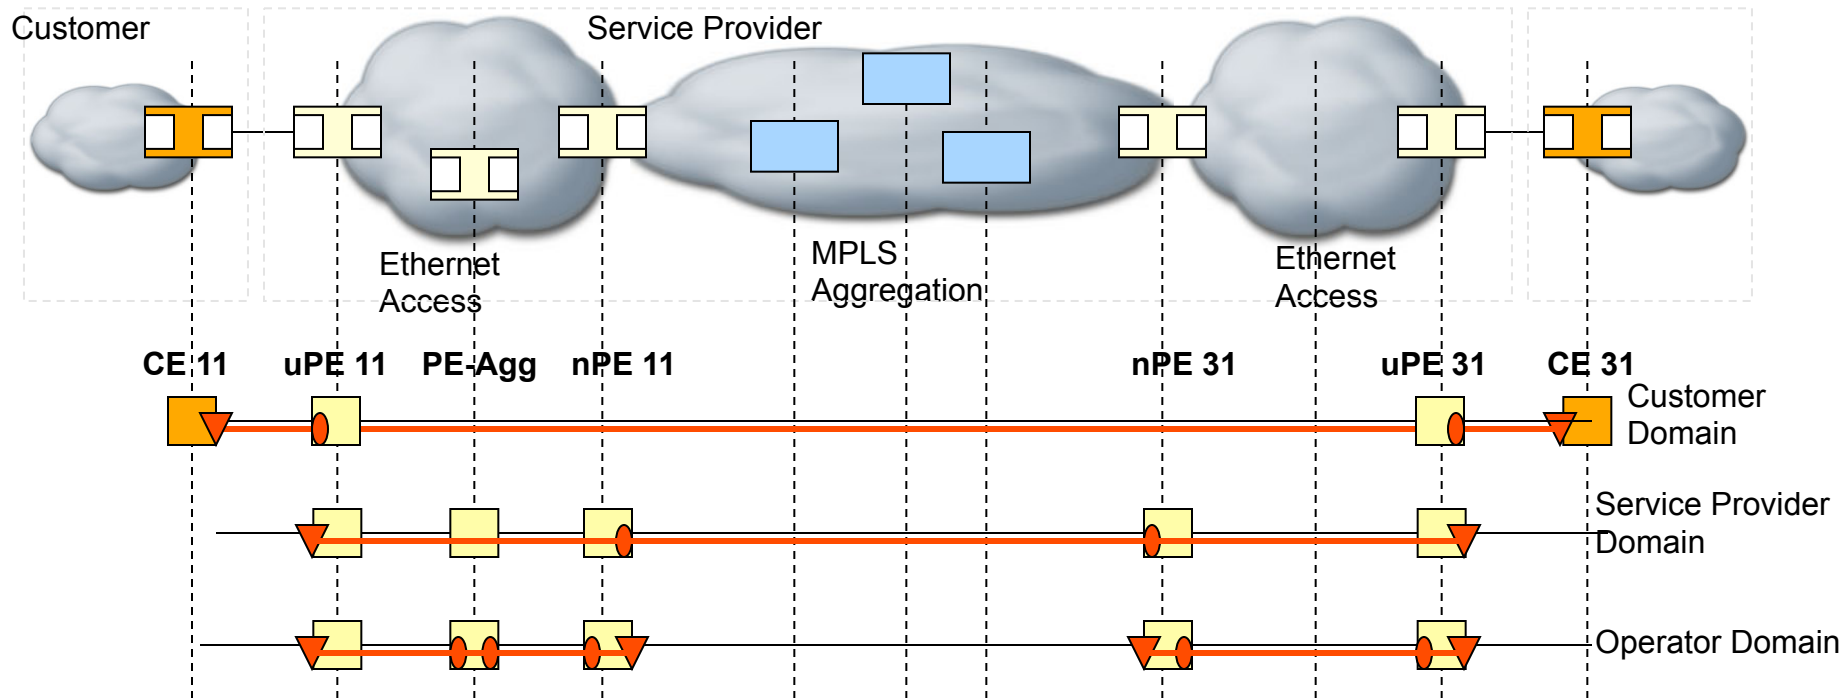 Customer
Service Provider
Ethernet
Access
MPLS
Aggregation
Ethernet
Access
CE 11
uPE 11
PE-Agg
nPE 11
nPE 31
uPE 31
CE 31
Customer
Domain
Service Provider
Domain
Operator Domain